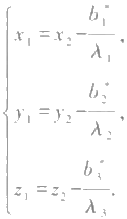 x₁ = x₂ − b₁* / λ₁ ,
y₁ = y₂ − b₂* / λ₂ ,
z₁ = z₂ − b₃* / λ₃ .